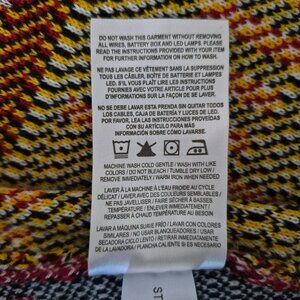 DO NOT WASH THIS GARMENT WITHOUT REMOVING
ALL WIRES, BATTERY BOX AND LED LAMPS. PLEASE
READ THE INSTRUCTIONS PROVIDED WITH YOUR ITEM
FOR FURTHER INFORMATION ON HOW TO WASH.
NE PAS LAVAGE DE VÊTEMENT SANS LA SUPPRESSION
TOUS LES CÂBLES, BOÎTE DE BATTERIE ET LAMPES
LED. S'IL VOUS PLAÎT LIRE LES INSTRUCTIONS
FOURNIES AVEC VOTRE ARTICLE POUR PLUS
D'INFORMATIONS SUR LA FAÇON DE SE LAVER.
NO SE DEBE LAVAR ESTA PRENDA SIN QUITAR TODOS
LOS CABLES, CAJA DE BATERÍA Y LUCES DE LED.
POR FAVOR, LEA LAS INSTRUCCIONES PROPORCIONADAS
CON SU ARTICULO PARA MÁS
INFORMACIÓN SOBRE CÓMO LAVARSE.
MACHINE WASH COLD GENTLE / WASH WITH LIKE
COLORS / DO NOT BLEACH / TUMBLE DRY LOW /
REMOVE IMMEDIATELY / WARM IRON WHEN NEEDED
LAVER À LA MACHINE À L'EAU FROIDE AU CYCLE
DÉLICAT / LAVER AVEC DES COULEURS SEMBLABLES /
NE PAS JAVELLISER / FAIRE SÉCHER À BASSES
TEMPÉRATURE / ENLEVER IMMÉDIATEMENT /
REPASSER À CHAUD TEMPÉRATURE AU BESOIN
LAVAR A MAQUINA SUAVE FRÍO / LAVAR CON COLORES
SIMILARES / NO USAR BLANQUEADORES / USAR
SECADORA CICLO LENTO / RETIRAR DE INMEDIATO
DE LA LAVADORA / PLANCHA CALIENTE SI ES NECESARIO
ST